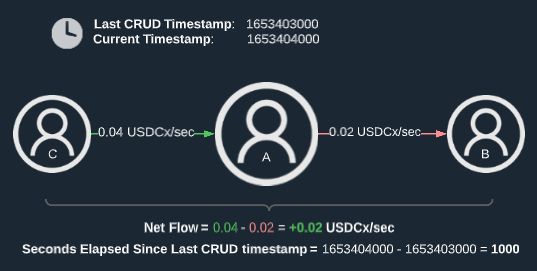 Last CRUD Timestamp: 1653403000
Current Timestamp: 1653404000
0.04 USDCx/sec
0.02 USDCx/sec
C
A
B
Net Flow = 0.04 - 0.02 = +0.02 USDCx/sec
Seconds Elapsed Since Last CRUD timestamp = 1653404000 - 1653403000 = 1000